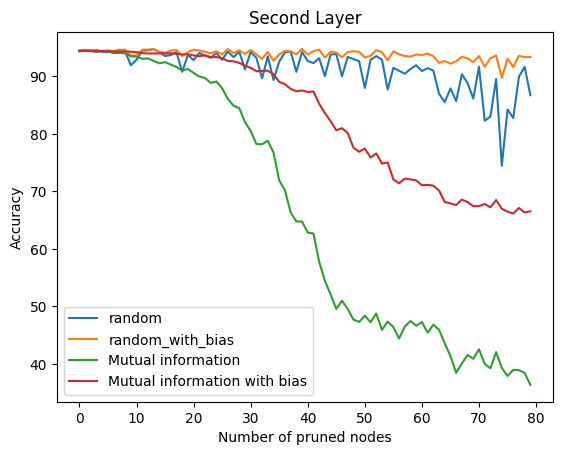 Second Layer
Accuracy
90
80
70
60
50
40
random
random_with_bias
Mutual information
Mutual information with bias
0 10 20 30 40 50 60 70 80
Number of pruned nodes